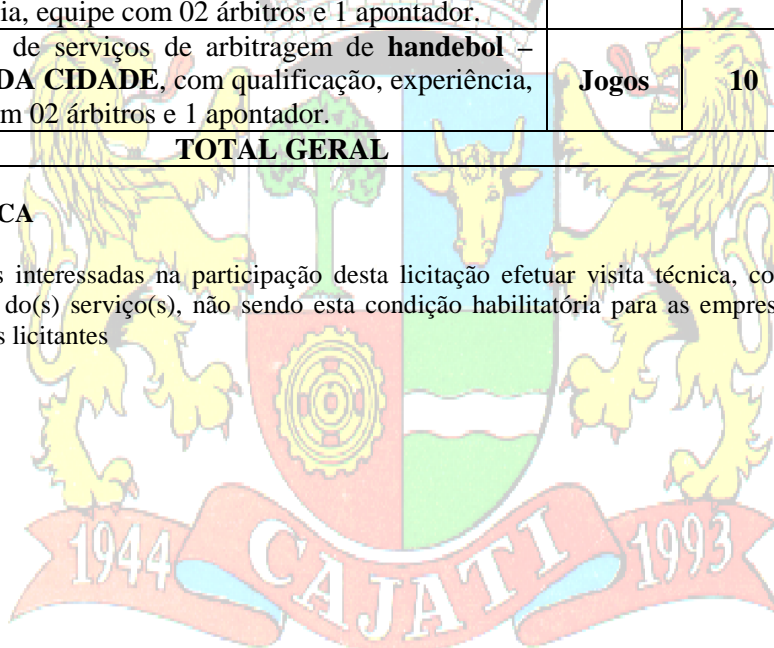 ia, equipe com 02 árbitros e 1 apontador.
de serviços de arbitragem de handebol –
DA CIDADE, com qualificação, experiência,
m 02 árbitros e 1 apontador.
Jogos
10
TOTAL GERAL
CA
s interessadas na participação desta licitação efetuar visita técnica, co
do(s) serviço(s), não sendo esta condição habilitatória para as empres
s licitantes
1944 CAJATI 1993